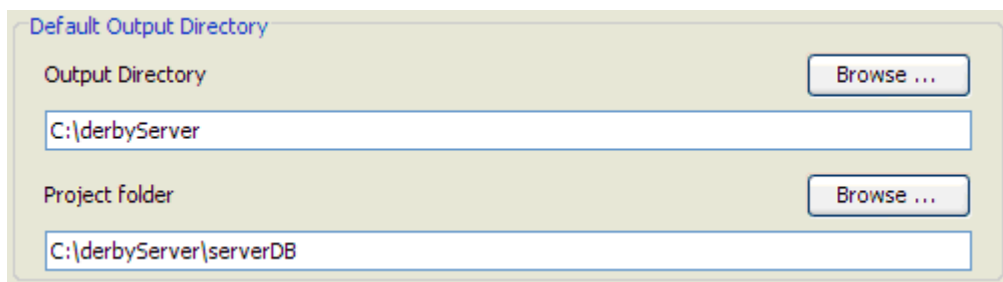 Default Output Directory
Output Directory
Browse ...
C:\derbyServer
Project folder
Browse ...
C:\derbyServer\serverDB